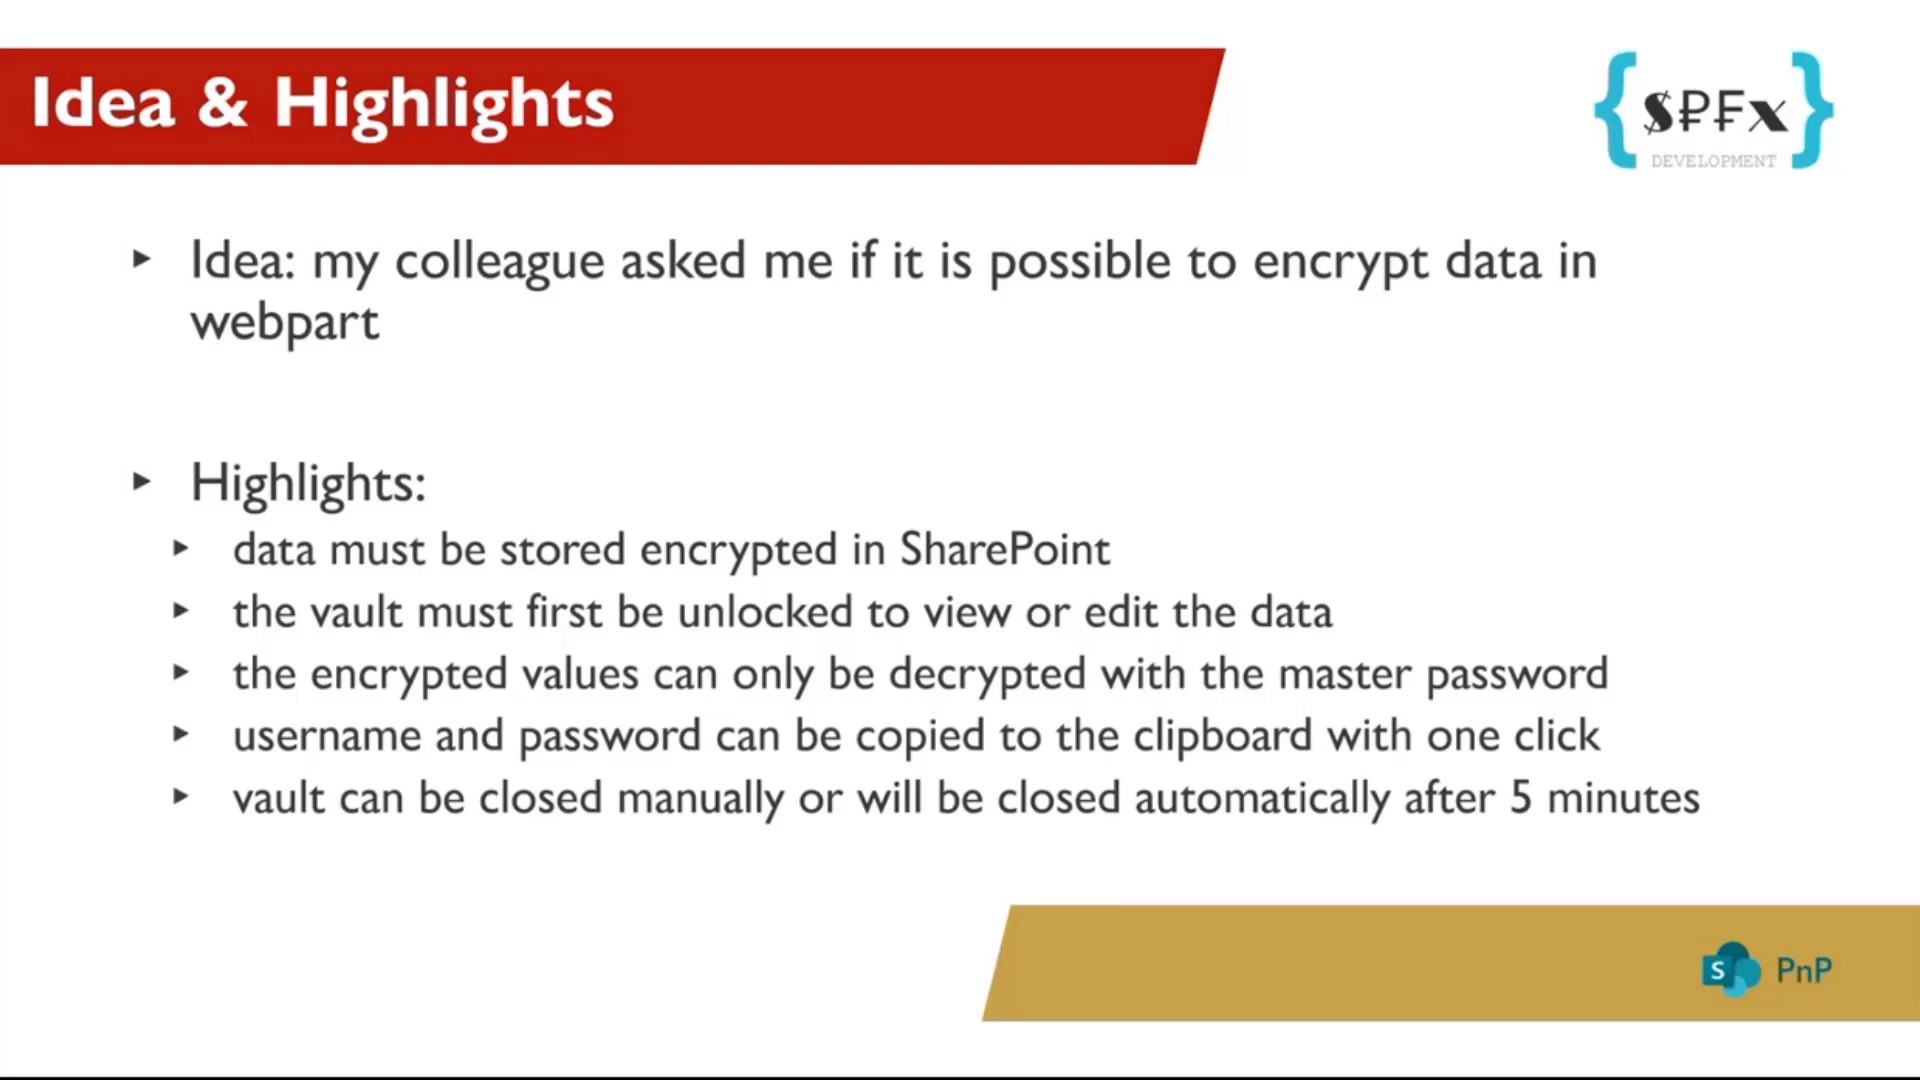 Idea & Highlights
$₽₣x
DEVELOPMENT
Idea: my colleague asked me if it is possible to encrypt data in
webpart
Highlights:
data must be stored encrypted in SharePoint
the vault must first be unlocked to view or edit the data
the encrypted values can only be decrypted with the master password
username and password can be copied to the clipboard with one click
vault can be closed manually or will be closed automatically after 5 minutes
S PnP